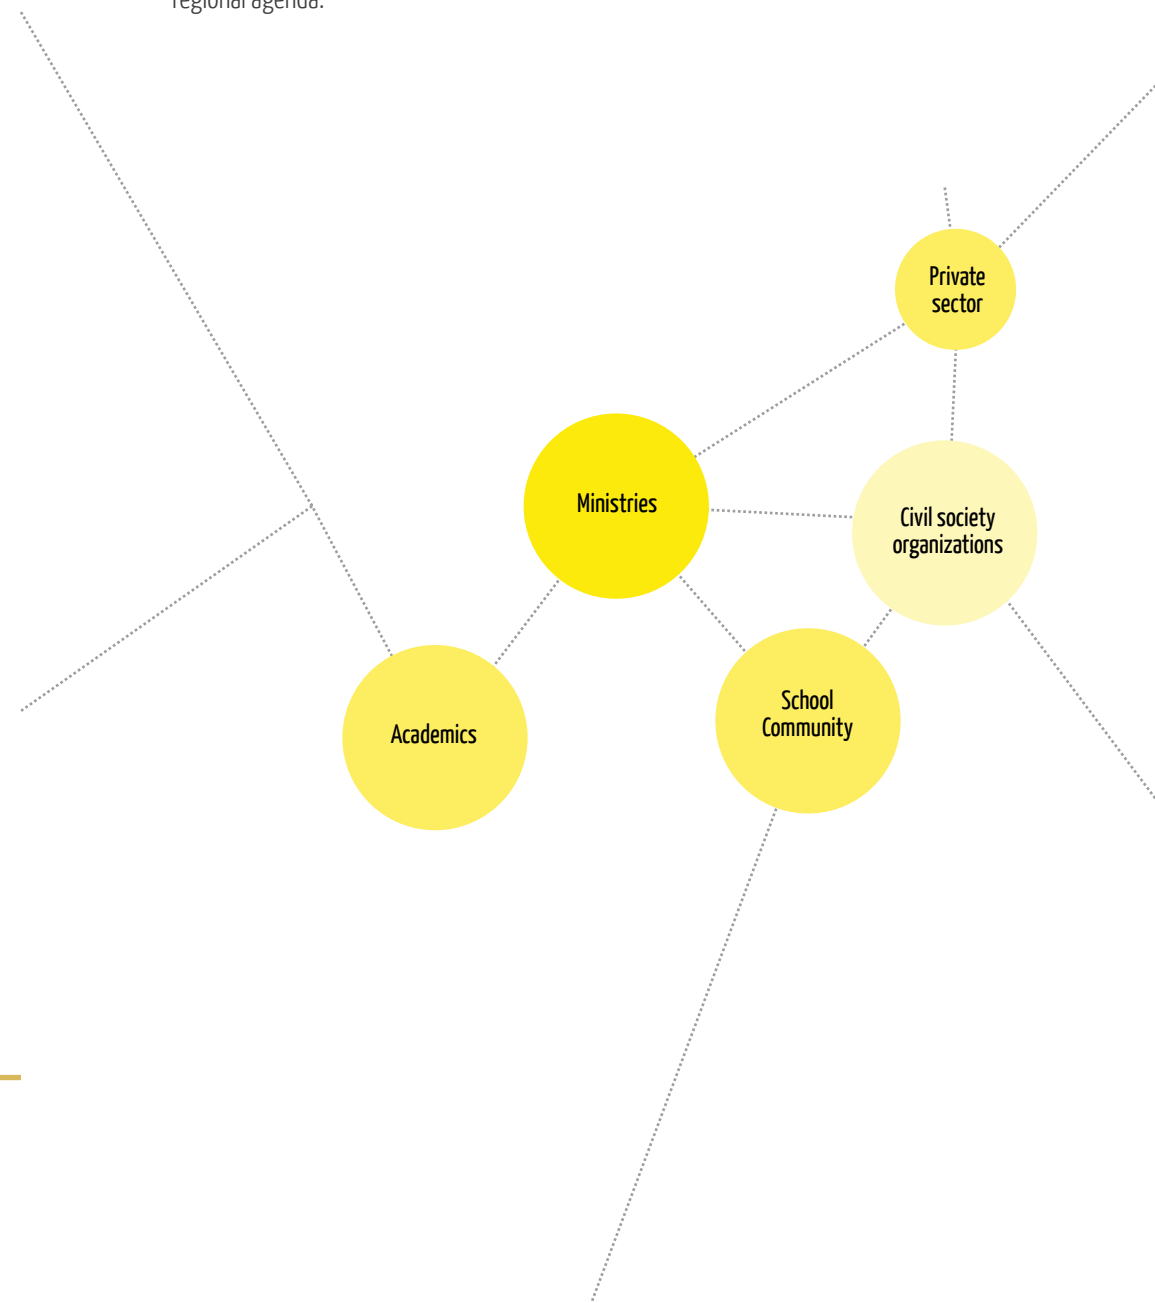 regional agenda.
Private
sector
Ministries
Civil society
organizations
School
Community
Academics